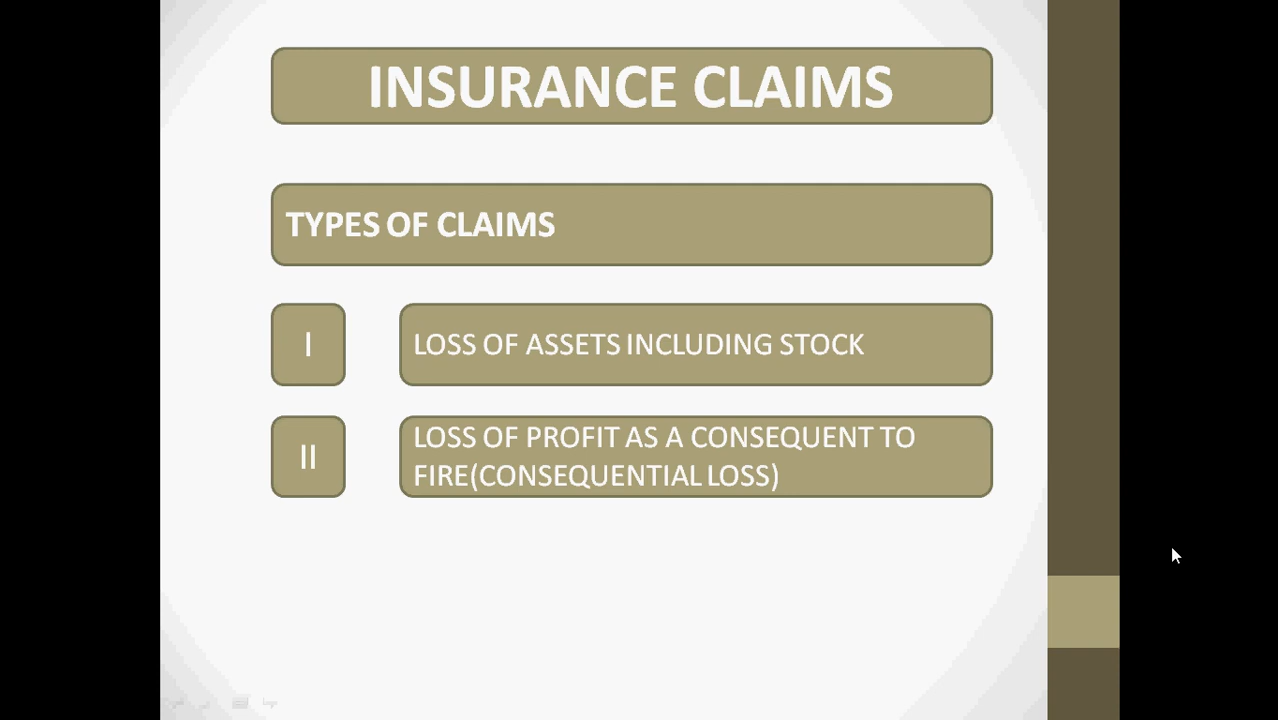 INSURANCE CLAIMS
TYPES OF CLAIMS
I
LOSS OF ASSETS INCLUDING STOCK
II
LOSS OF PROFIT AS A CONSEQUENT TO
FIRE(CONSEQUENTIAL LOSS)